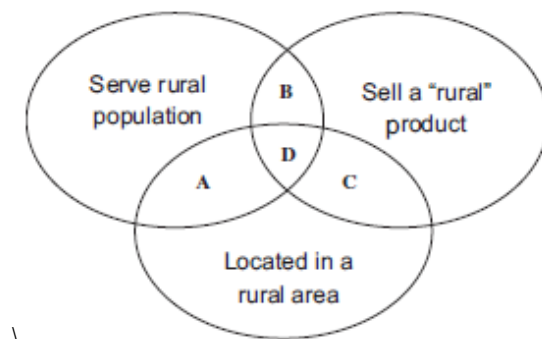 Serve rural
population
B
Sell a “rural”
product
D
A
C
Located in a
rural area
\